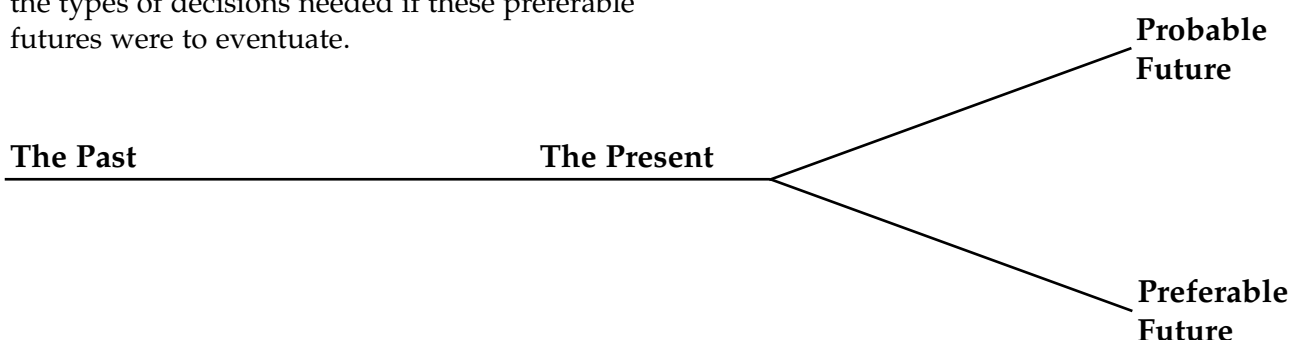 the types of decisions needed if these preferable
futures were to eventuate.
Probable
Future
The Past
The Present
Preferable
Future